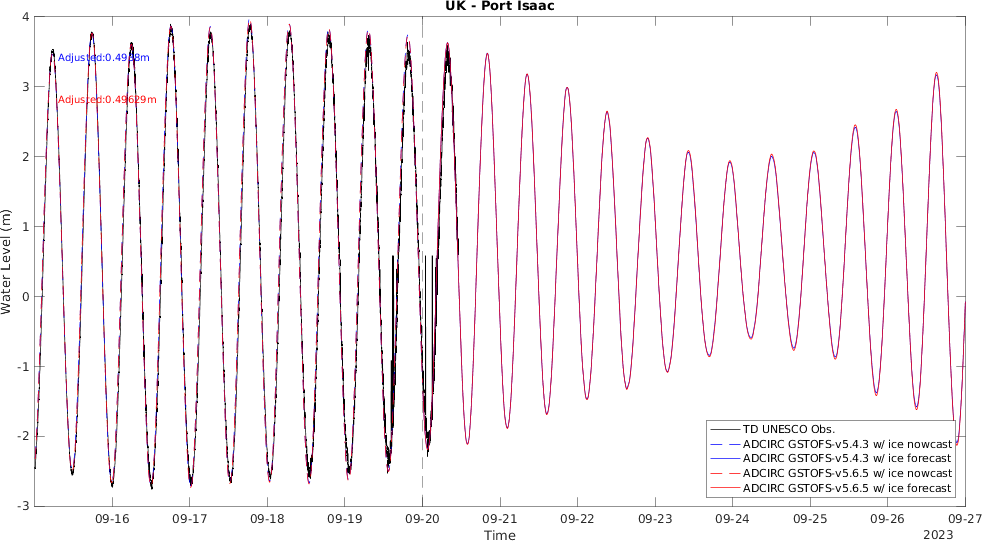 UK - Port Isaac
4
3
2
1
0
-1
-2
-3
Water Level (m)
Adjusted:0.4938m
Adjusted:0.49629m
TD UNESCO Obs.
ADCIRC GSTOFS-v5.4.3 w/ ice nowcast
ADCIRC GSTOFS-v5.4.3 w/ ice forecast
ADCIRC GSTOFS-v5.6.5 w/ ice nowcast
ADCIRC GSTOFS-v5.6.5 w/ ice forecast
09-16 09-17 09-18 09-19 09-20 09-21 09-22 09-23 09-24 09-25 09-26 09-27
Time
2023